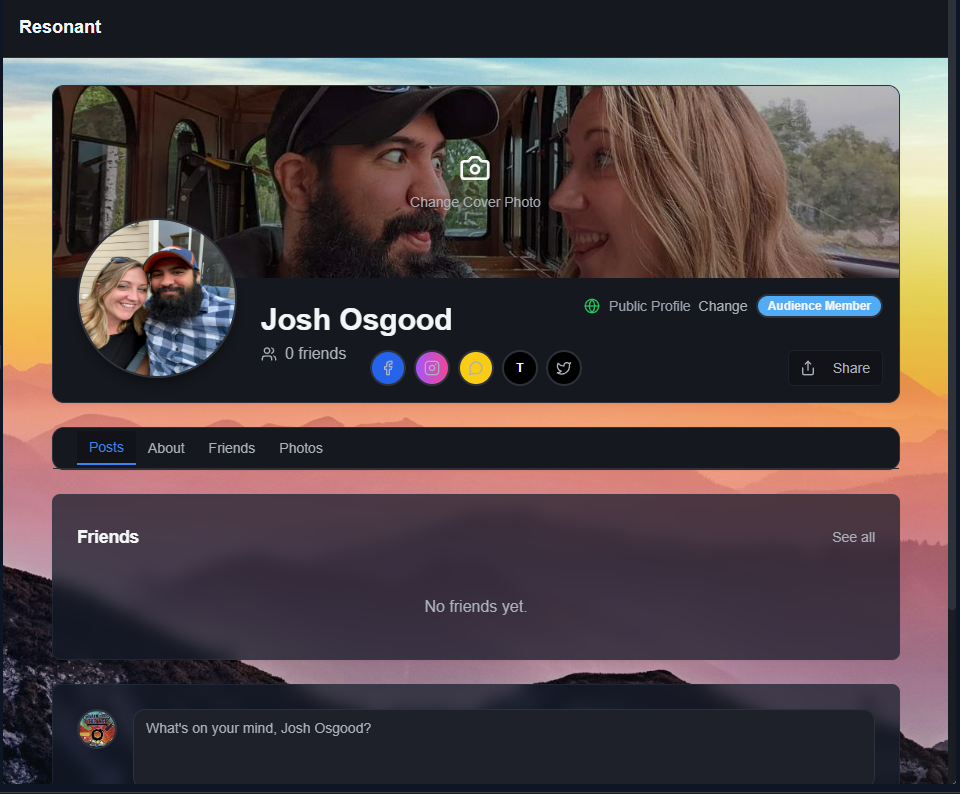 Resonant
Change Cover Photo
Public Profile Change Audience Member
Josh Osgood
0 friends
T
Share
Posts About Friends Photos
Friends See all
No friends yet.
What's on your mind, Josh Osgood?